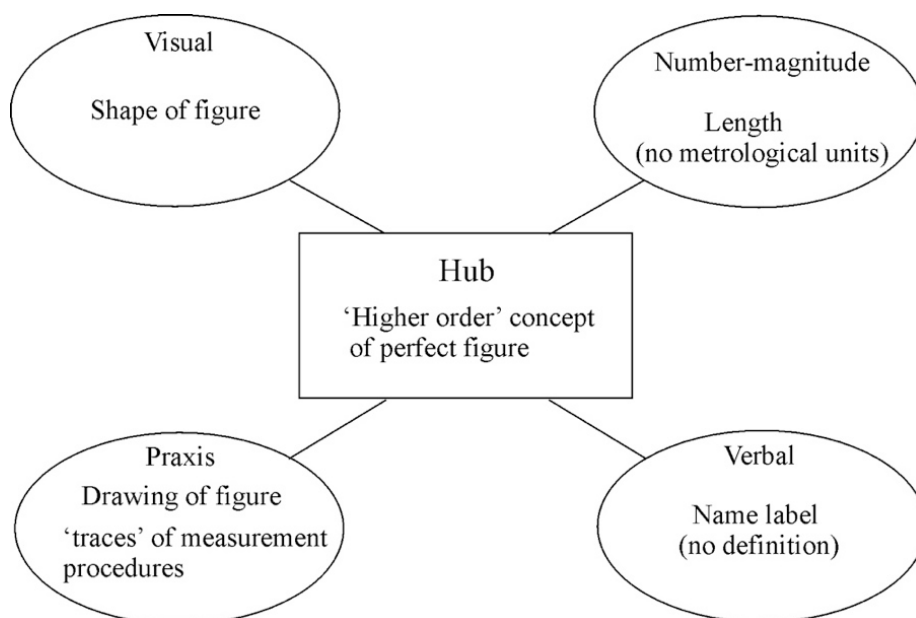 Visual
Shape of figure
Number-magnitude
Length
(no metrological units)
Hub
‘Higher order’ concept
of perfect figure
Praxis
Drawing of figure
‘traces’ of measurement
procedures
Verbal
Name label
(no definition)